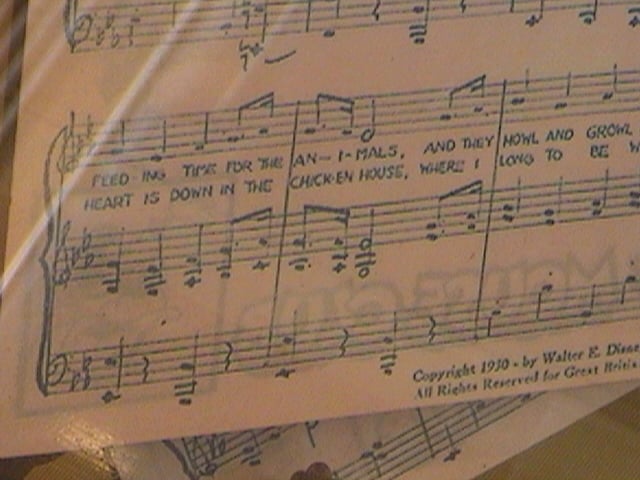 FEED-ING TIME FOR THE AN-I-MALS, AND THEY HOWL AND GROWL
HEART IS DOWN IN THE CHICK-EN HOUSE, WHERE I LONG TO BE
Copyright 1930 - by Walter E. Disne
All Rights Reserved for Great Britain